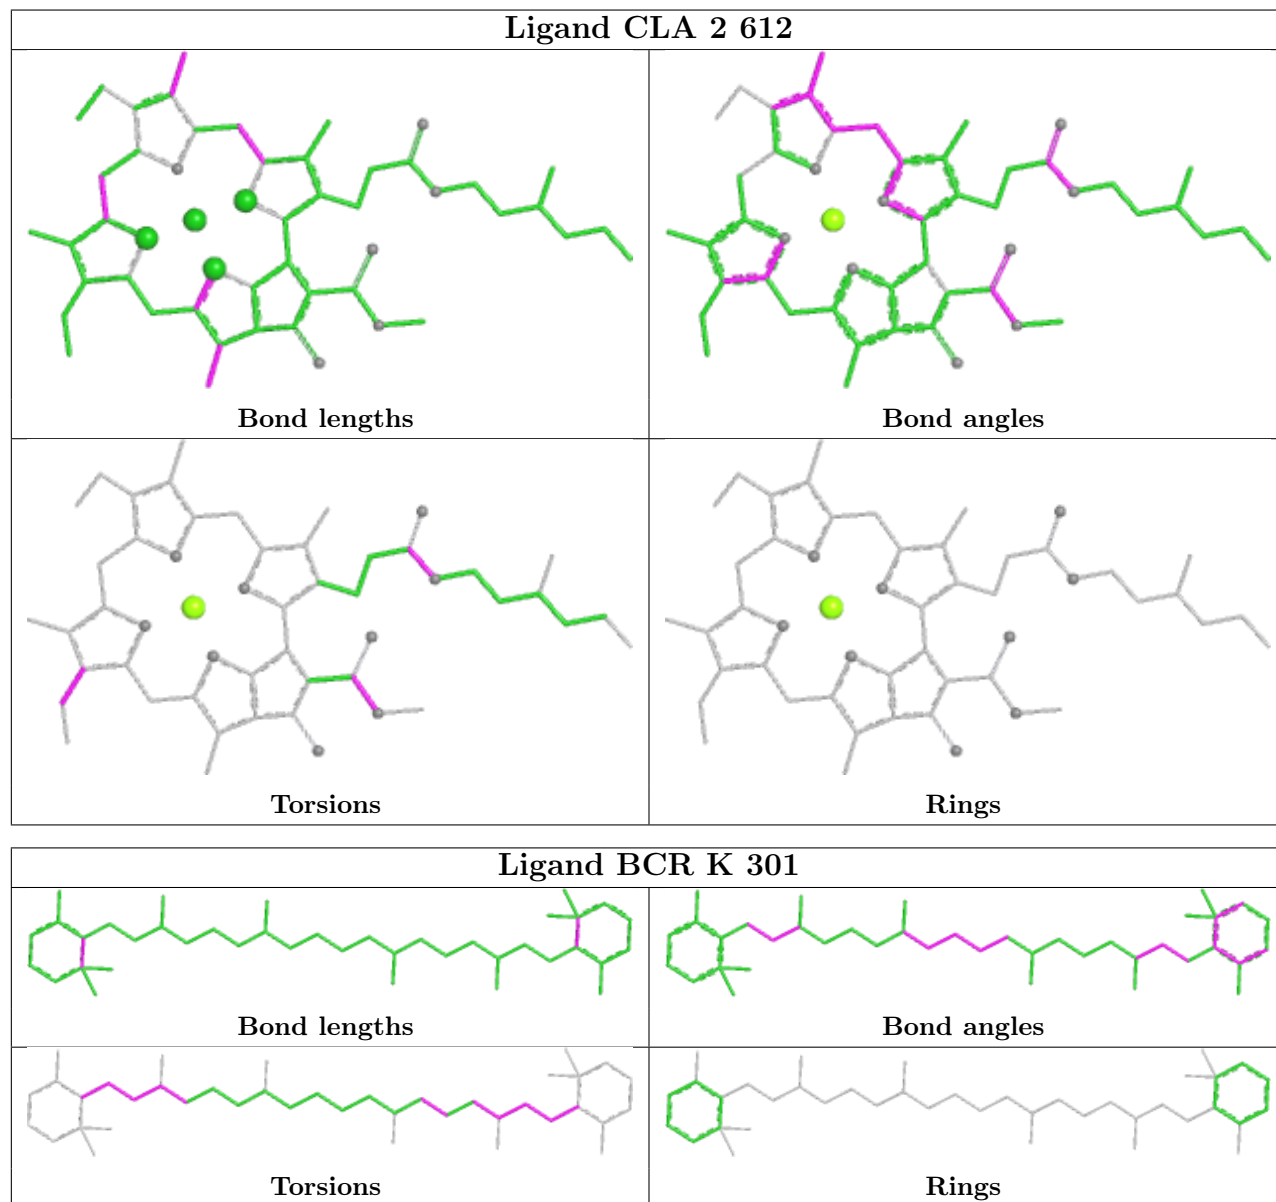 Ligand CLA 2 612
Bond lengths
Bond angles
Torsions
Rings
Ligand BCR K 301
Bond lengths
Bond angles
Torsions
Rings